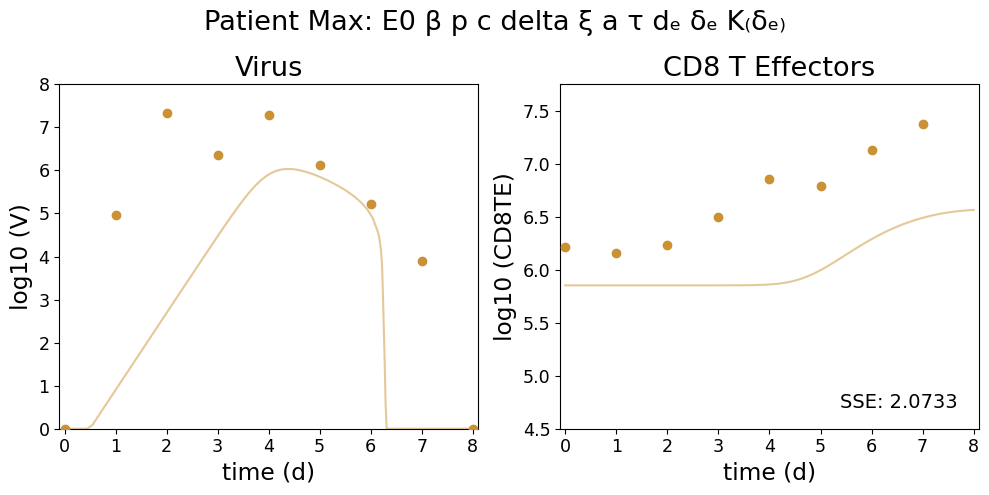 Patient Max: E0 β p c delta ξ a τ dₑ δₑ K₍δₑ₎
Virus
CD8 T Effectors
8
7
6
5
4
3
2
1
0
log10 (V)
0 1 2 3 4 5 6 7 8
time (d)
7.5
7.0
6.5
6.0
5.5
5.0
4.5
log10 (CD8TE)
SSE: 2.0733
0 1 2 3 4 5 6 7 8
time (d)